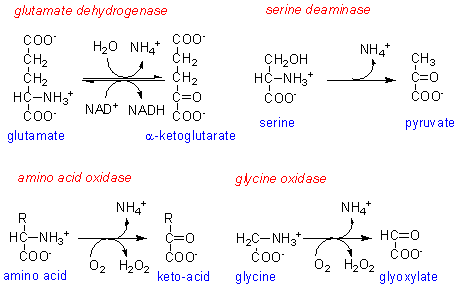 glutamate dehydrogenase
COO⁻
CH₂
CH₂
HC–NH₃⁺
COO⁻
glutamate
H₂O
NH₄⁺
NAD⁺
NADH
COO⁻
CH₂
CH₂
C=O
COO⁻
α-ketoglutarate
serine deaminase
CH₂OH
HC–NH₃⁺
COO⁻
serine
NH₄⁺
CH₃
C=O
COO⁻
pyruvate
amino acid oxidase
R
HC–NH₃⁺
COO⁻
amino acid
NH₄⁺
O₂
H₂O₂
R
C=O
COO⁻
keto-acid
glycine oxidase
H₂C–NH₃⁺
COO⁻
glycine
NH₄⁺
O₂
H₂O₂
HC=O
COO⁻
glyoxylate